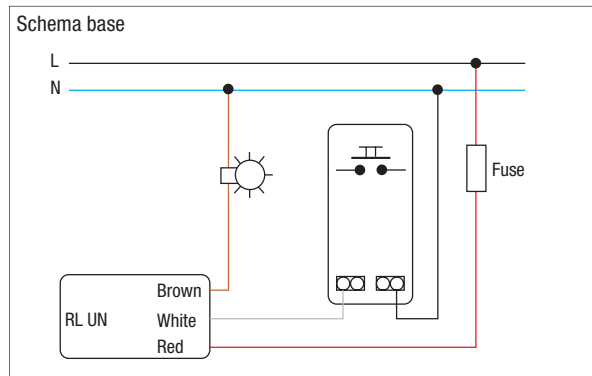 Schema base
L
N
Fuse
Brown
RL UN
White
Red